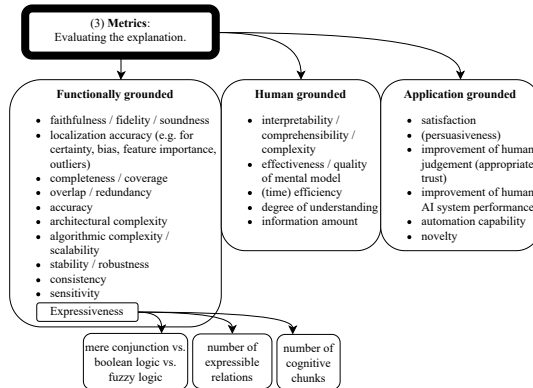 (3) Metrics:
Evaluating the explanation.
Functionally grounded
• faithfulness / fidelity / soundness
• localization accuracy (e.g. for
certainty, bias, feature importance,
outliers)
• completeness / coverage
• overlap / redundancy
• accuracy
• architectural complexity
• algorithmic complexity /
scalability
• stability / robustness
• consistency
• sensitivity
Expressiveness
Human grounded
• interpretability /
comprehensibility /
complexity
• effectiveness / quality
of mental model
• (time) efficiency
• degree of understanding
• information amount
Application grounded
• satisfaction
• (persuasiveness)
• improvement of human
judgement (appropriate
trust)
• improvement of human
AI system performance
• automation capability
• novelty
mere conjunction vs.
boolean logic vs.
fuzzy logic
number of
expressible
relations
number of
cognitive
chunks